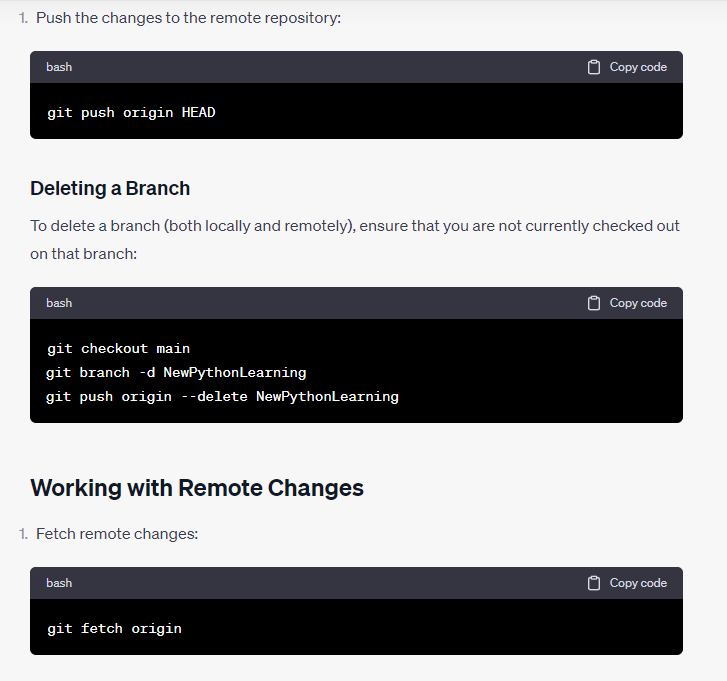 1. Push the changes to the remote repository:
bash
Copy code
git push origin HEAD
Deleting a Branch
To delete a branch (both locally and remotely), ensure that you are not currently checked out
on that branch:
bash
Copy code
git checkout main
git branch -d NewPythonLearning
git push origin --delete NewPythonLearning
Working with Remote Changes
1. Fetch remote changes:
bash
Copy code
git fetch origin